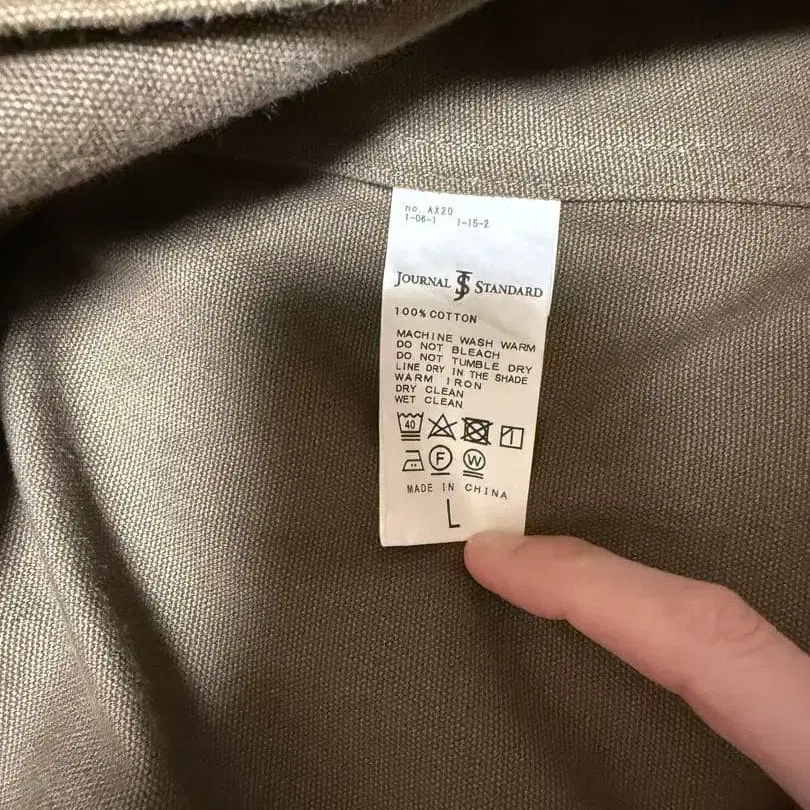 no. AX20
1-06-1 1-15-2
JOURNAL JS STANDARD
100% COTTON
MACHINE WASH WARM
DO NOT BLEACH
DO NOT TUMBLE DRY
LINE DRY IN THE SHADE
WARM IRON
DRY CLEAN
WET CLEAN
40
F W
MADE IN CHINA
L